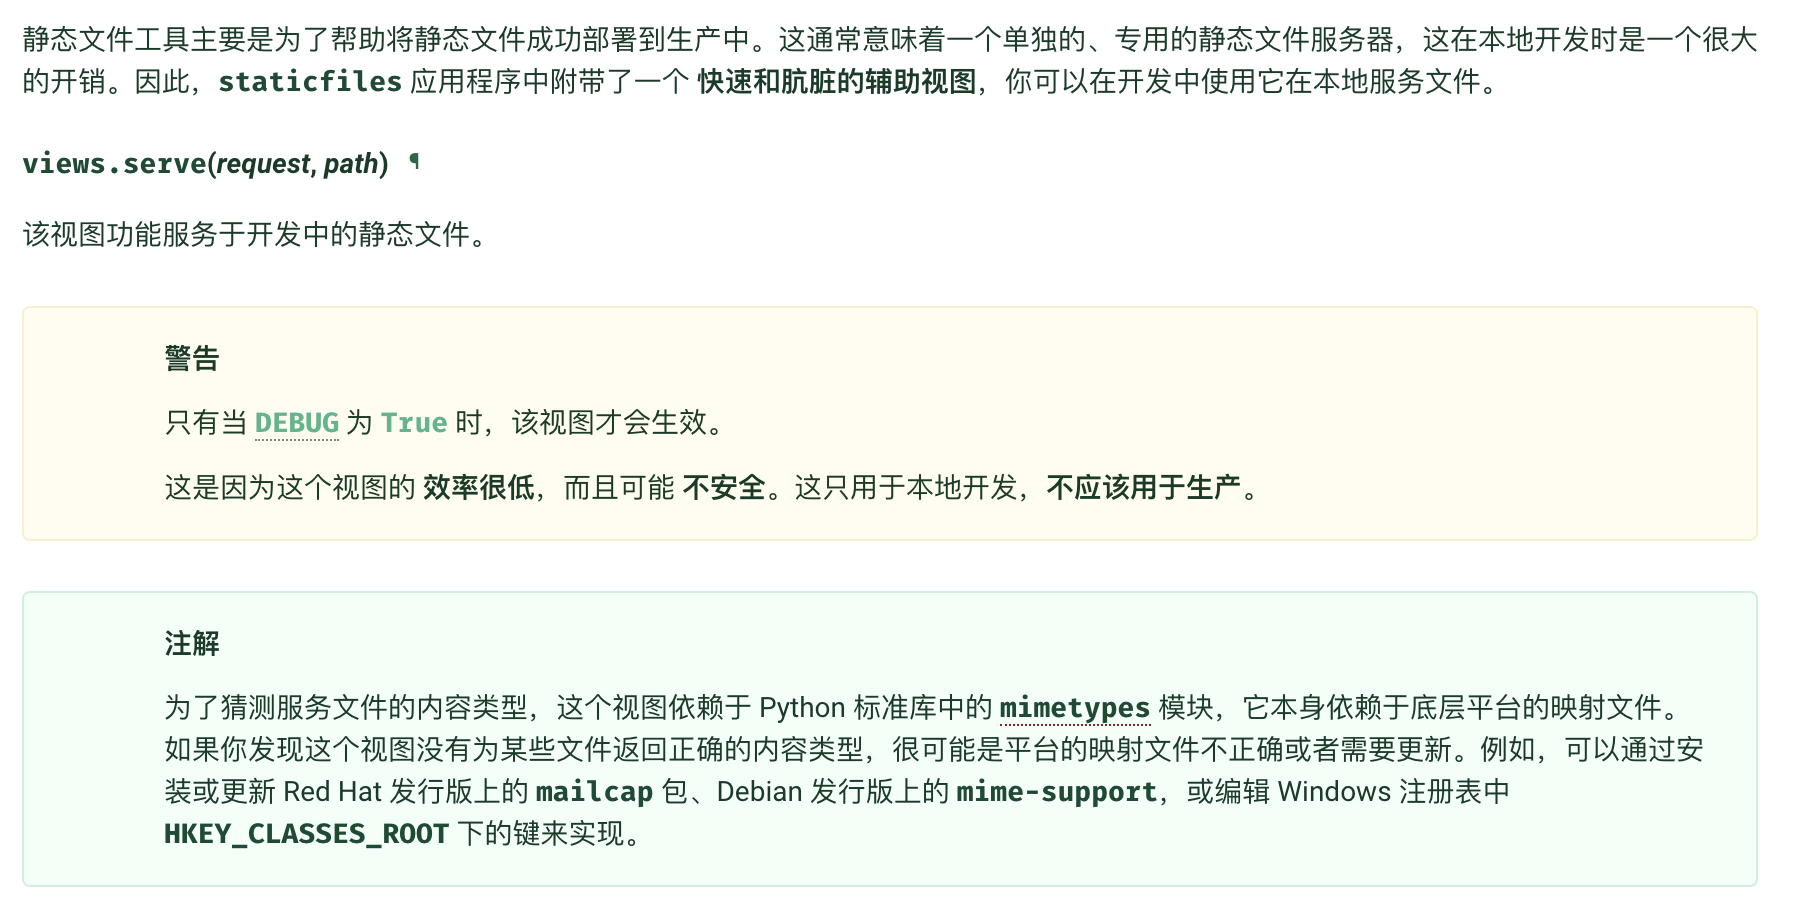 静态文件工具主要是为了帮助将静态文件成功部署到生产中。这通常意味着一个单独的、专用的静态文件服务器，这在本地开发时是一个很大
的开销。因此，staticfiles 应用程序中附带了一个 快速和肮脏的辅助视图，你可以在开发中使用它在本地服务文件。
views.serve(request, path) ¶
该视图功能服务于开发中的静态文件。
警告
只有当 DEBUG 为 True 时，该视图才会生效。
这是因为这个视图的 效率很低，而且可能 不安全。这只用于本地开发，不应该用于生产。
注解
为了猜测服务文件的内容类型，这个视图依赖于 Python 标准库中的 mimetypes 模块，它本身依赖于底层平台的映射文件。
如果你发现这个视图没有为某些文件返回正确的内容类型，很可能是平台的映射文件不正确或者需要更新。例如，可以通过安
装或更新 Red Hat 发行版上的 mailcap 包、Debian 发行版上的 mime-support，或编辑 Windows 注册表中
HKEY_CLASSES_ROOT 下的键来实现。